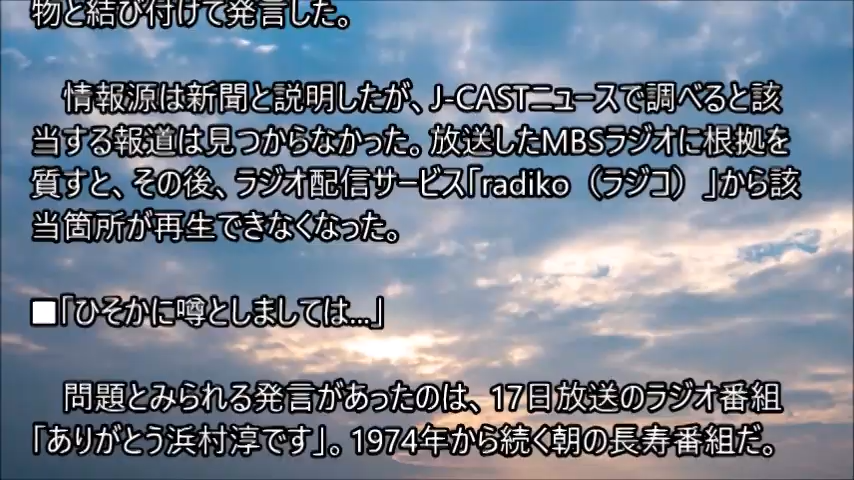 物と結び付けて発言した。
情報源は新聞と説明したが、J-CASTニュースで調べると該
当する報道は見つからなかった。放送したMBSラジオに根拠を
質すと、その後、ラジオ配信サービス「radiko（ラジコ）」から該
当箇所が再生できなくなった。
■「ひそかに噂としましては...」
問題とみられる発言があったのは、17日放送のラジオ番組
「ありがとう浜村淳です」。1974年から続く朝の長寿番組だ。